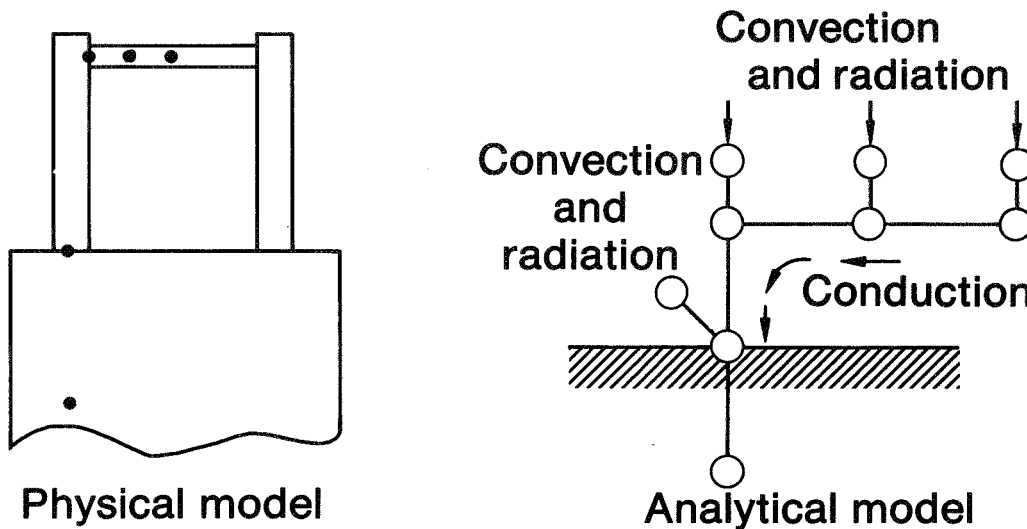 Convection
and radiation
Convection
and
radiation
Conduction
Physical model
Analytical model